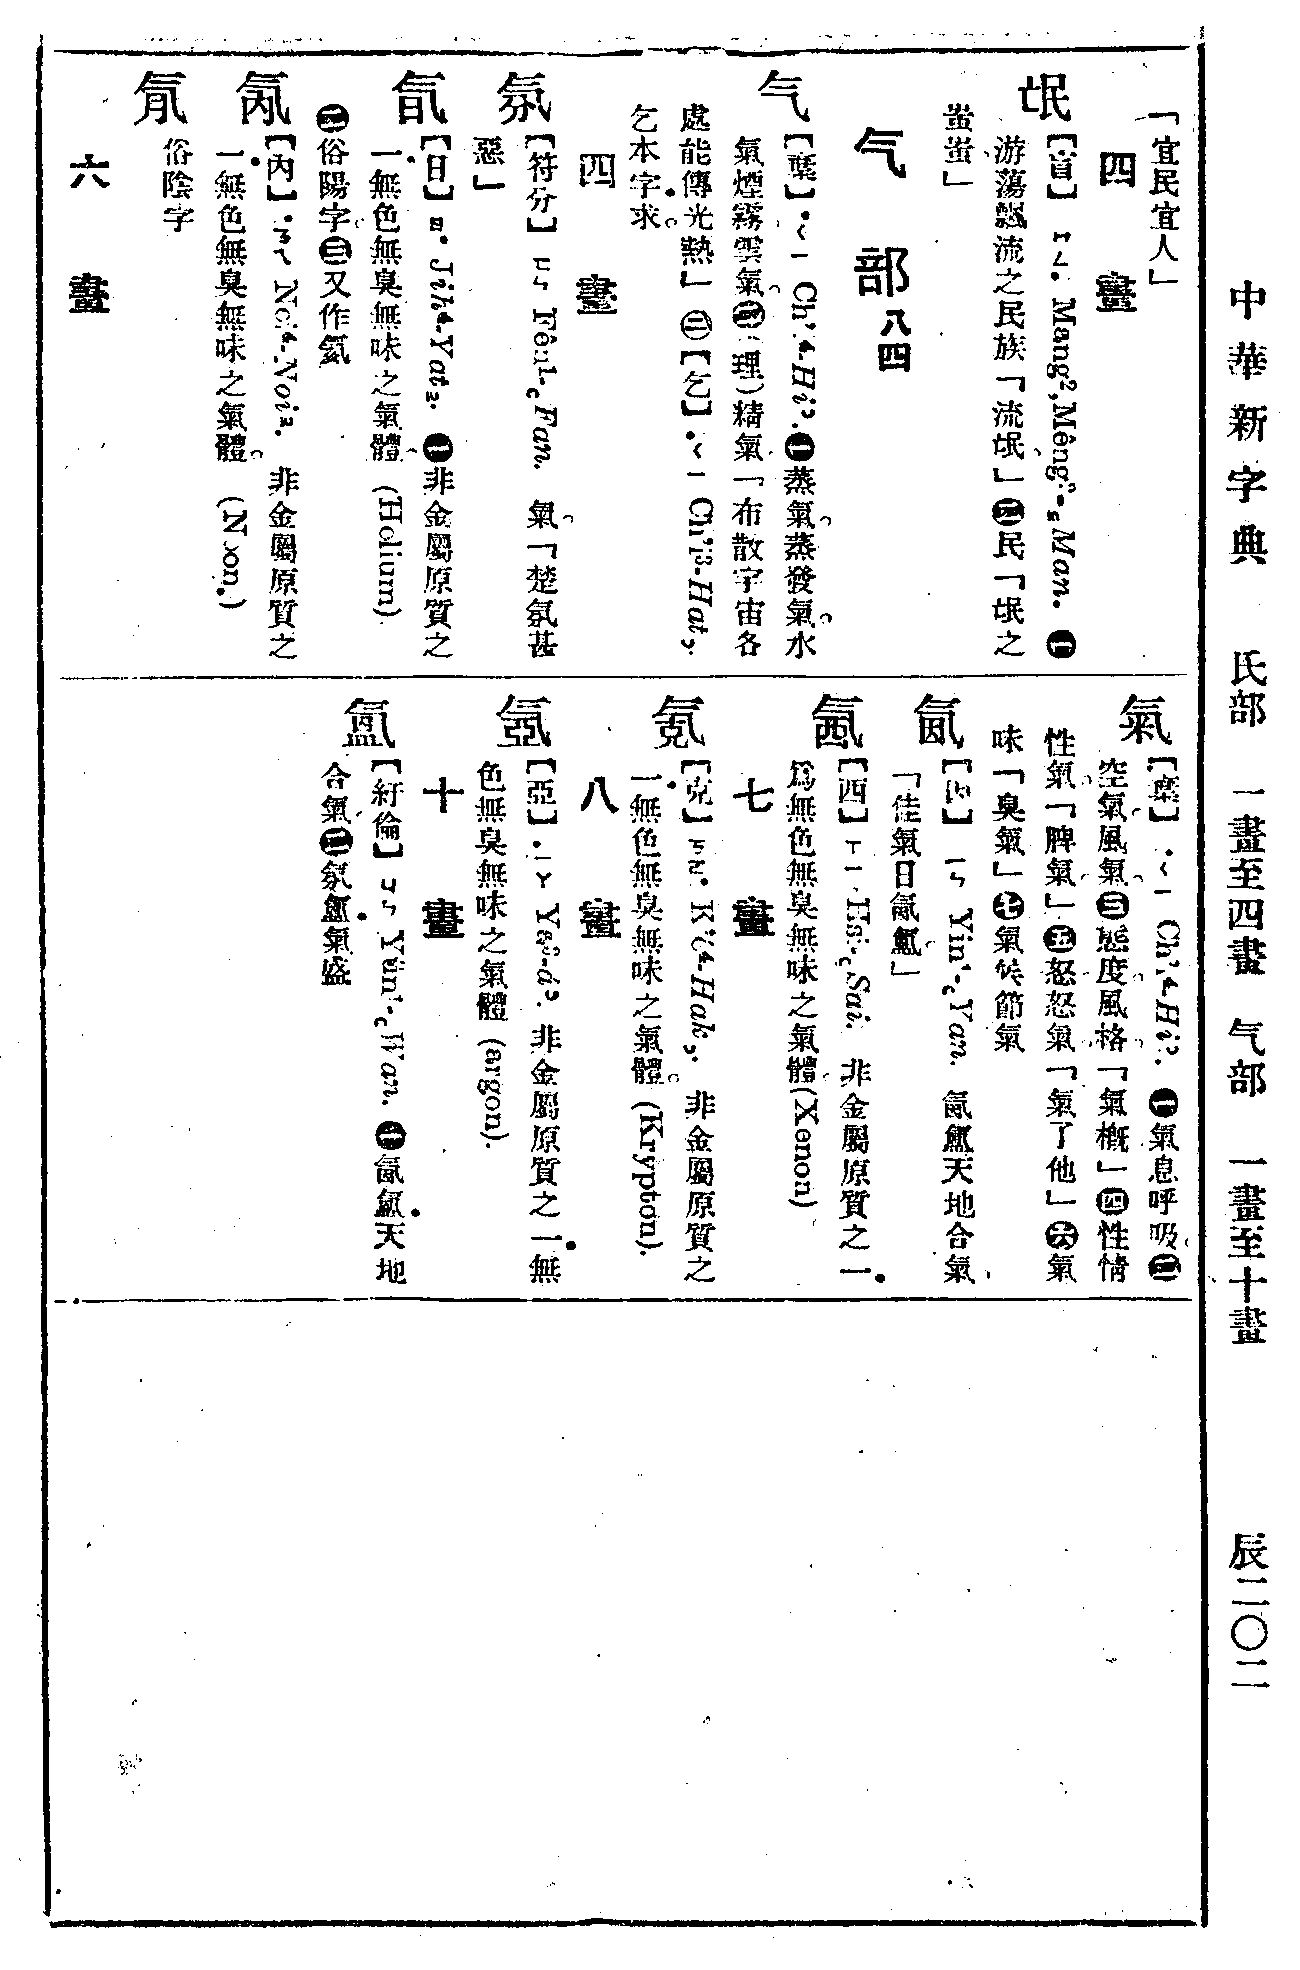 中華新字典　氏部　一畫至四畫　气部　一畫至十畫　辰二〇二
「宜民宜人」
四畫
氓
【盲】ㄇㄥ. Mang²,Mêng²-Man. ㊀
游蕩飄流之民族「流氓」㊁民「氓之
蚩蚩」
气部 八四
气
【棄】•ㄑㄧ Ch'i⁴-Hi³. ㊀蒸氣蒸發氣水
氣煙霧雲氣㊁(理)精氣「布散宇宙各
處能傳光熱」㊂【乞】•ㄑㄧ Ch'i³-Hat,.
乞本字求
四畫
氛
【符分】ㄈㄣ Fên¹-Fan. 氣「楚氛甚
惡」
氜
【日】ㄖ• Jih⁴-Yat₂. ㊀非金屬原質之
一無色無臭無味之氣體 (Helium)
㊁俗陽字㊂又作氦
氝
【內】•ㄋㄟ Nei⁴-Noi². 非金屬原質之
一無色無臭無味之氣體 (Neon.)
⺼
俗陰字
六畫
氣
【棄】•ㄑㄧ Ch'i⁴-Hi³. ㊀氣息呼吸㊁
空氣風氣㊂態度風格「氣概」㊃性情
性氣「脾氣」㊄怒怒氣「氣了他」㊅氣
味「臭氣」㊆氣候節氣
氤
【因】ㄧㄣ Yin¹-Yan. 氤氳天地合氣
「佳氣日氤氳」
氥
【西】ㄒㄧ Hsi¹-Sai. 非金屬原質之一
爲無色無臭無味之氣體(Xenon)
七畫
氪
【克】ㄎㄜ• K'ê⁴-Hak,. 非金屬原質之
一無色無臭無味之氣體 (Krypton).
八畫
氬
【亞】•ㄧㄚ Ya³-á³. 非金屬原質之一無
色無臭無味之氣體 (argon).
十畫
氳
【紆倫】ㄩㄣ Yün¹-Wan. ㊀氤氳天地
合氣㊁氛氳氣盛